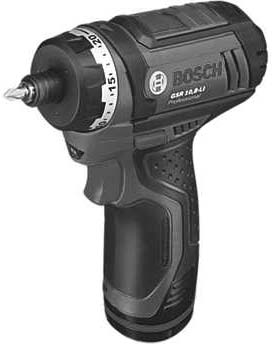 20
15
BOSCH
GSR 10,8-LI
Professional